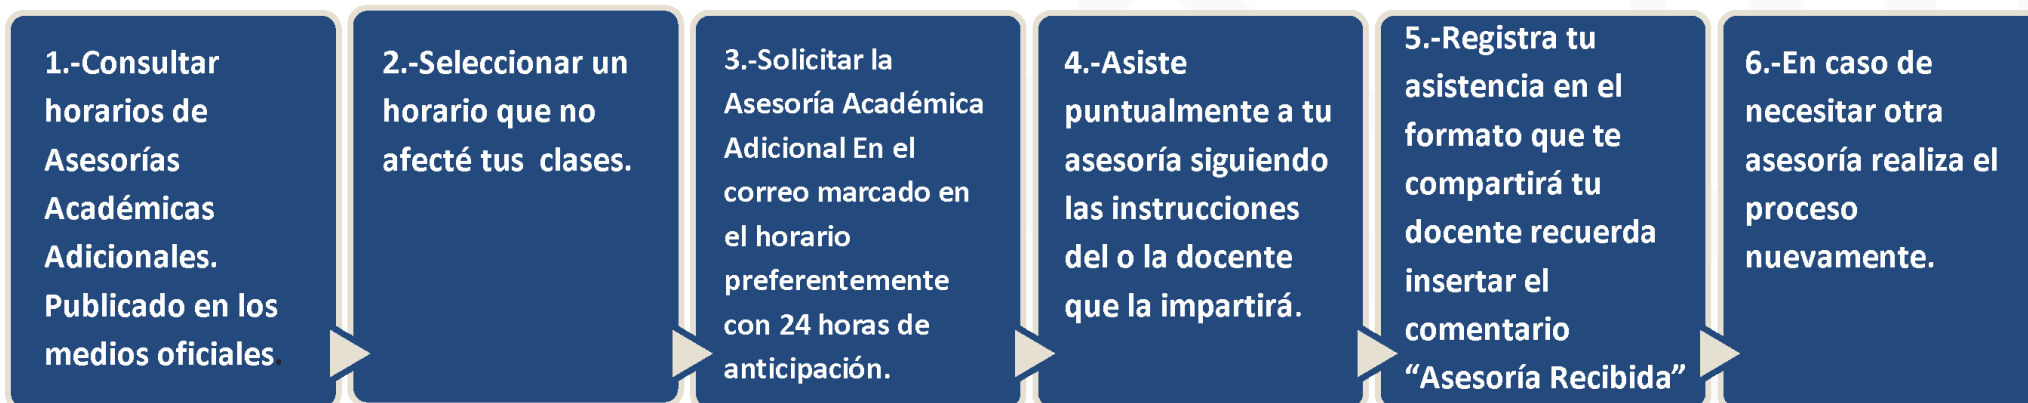 1.-Consultar
horarios de
Asesorías
Académicas
Adicionales.
Publicado en los
medios oficiales.
2.-Seleccionar un
horario que no
afecté tus clases.
3.-Solicitar la
Asesoría Académica
Adicional En el
correo marcado en
el horario
preferentemente
con 24 horas de
anticipación.
4.-Asiste
puntualmente a tu
asesoría siguiendo
las instrucciones
del o la docente
que la impartirá.
5.-Registra tu
asistencia en el
formato que te
compartirá tu
docente recuerda
insertar el
comentario
“Asesoría Recibida”
6.-En caso de
necesitar otra
asesoría realiza el
proceso
nuevamente.